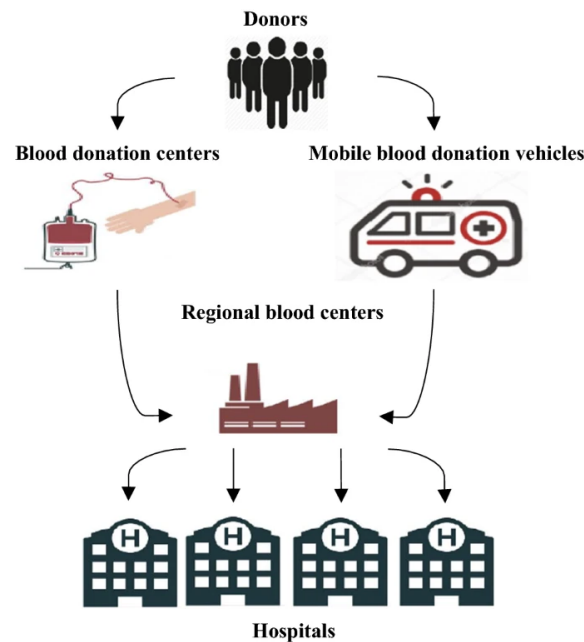 Donors
Blood donation centers
Mobile blood donation vehicles
Regional blood centers
H
H
H
H
Hospitals